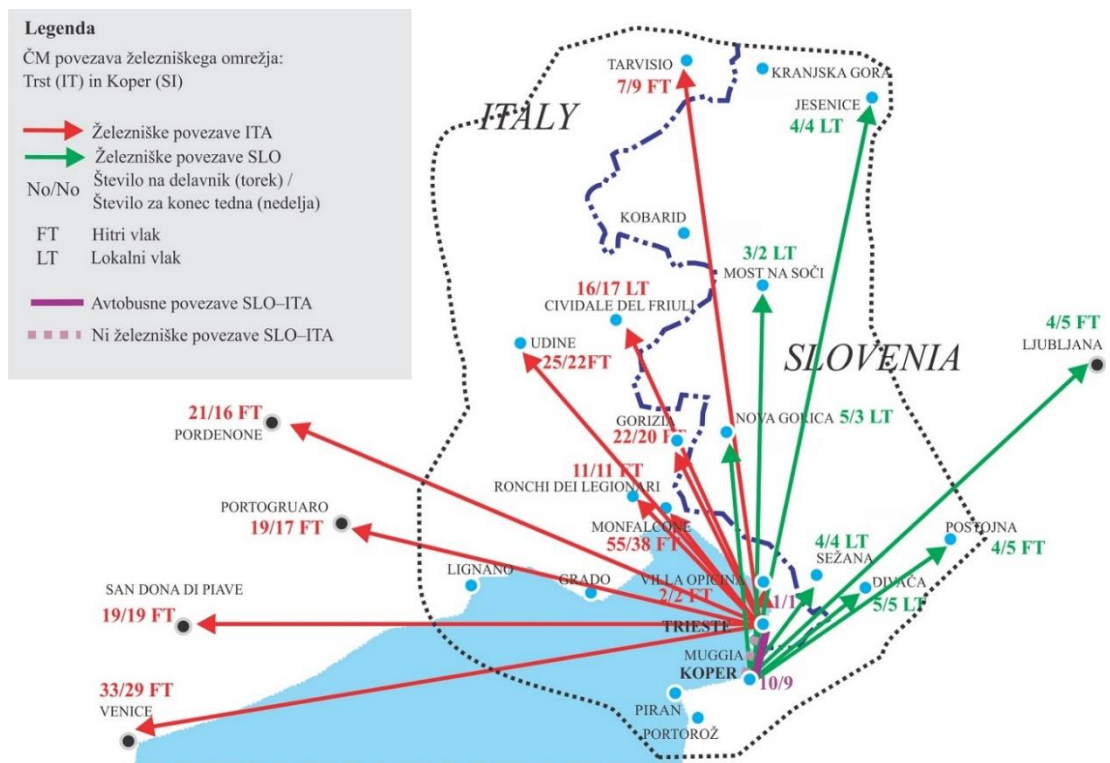 Legenda
ČM povezava železniškega omrežja:
Trst (IT) in Koper (SI)
Železniške povezave ITA
Železniške povezave SLO
No/No
Število na delavnik (torek) /
Število za konec tedna (nedelja)
FT Hitri vlak
LT Lokalni vlak
Avtobusne povezave SLO–ITA
Ni železniške povezave SLO–ITA
TARVISIO
7/9 FT
KRANJSKA GORA
ITALY
JESENICE
4/4 LT
KOBARID
3/2 LT
MOST NA SOČI
16/17 LT
CIVIDALE DEL FRIULI
UDINE
25/22FT
SLOVENIA
4/5 FT
LJUBLJANA
21/16 FT
PORDENONE
GORIZIA
22/20 FT
NOVA GORICA 5/3 LT
11/11 FT
RONCHI DEI LEGIONARI
PORTOGRUARO
19/17 FT
MONFALCONE
55/38 FT
POSTOJNA
4/5 FT
4/4 LT
SEŽANA
LIGNANO
GRADO
VILLA OPICINA
2/2 FT
1/1
DIVAČA
5/5 LT
SAN DONA DI PIAVE
19/19 FT
TRIESTE
MUGGIA
KOPER
10/9
33/29 FT
VENICE
PIRAN
PORTOROŽ